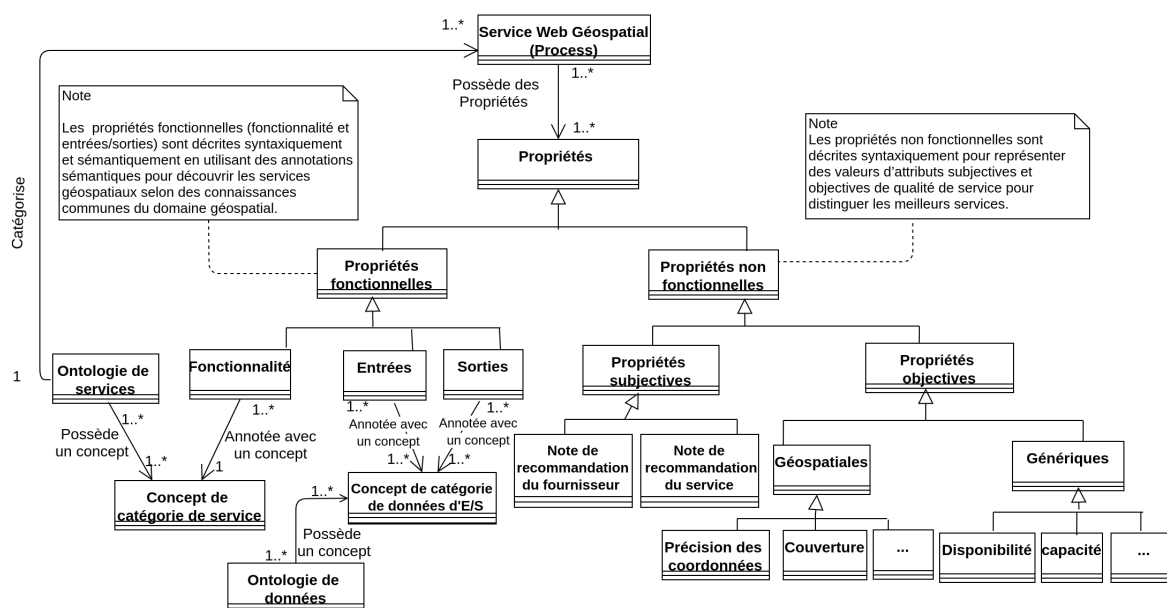 1..*
Service Web Géospatial
(Process)
1..*
Possède des
Propriétés
1..*
Propriétés
Note
Les propriétés fonctionnelles (fonctionnalité et
entrées/sorties) sont décrites syntaxiquement
et sémantiquement en utilisant des annotations
sémantiques pour découvrir les services
géospatiaux selon des connaissances
communes du domaine géospatial.
Note
Les propriétés non fonctionnelles sont
décrites syntaxiquement pour représenter
des valeurs d'attributs subjectives et
objectives de qualité de service pour
distinguer les meilleurs services.
Catégorise
Propriétés
fonctionnelles
Propriétés non
fonctionnelles
1
Ontologie de
services
Fonctionnalité
Entrées
Sorties
Propriétés
subjectives
Propriétés
objectives
1..*
Possède
un concept
1..*
1..*
Annotée avec
un concept
1
1..*
Annotée avec
un concept
1..*
1..*
Annotée avec
un concept
1..*
Note de
recommandation
du fournisseur
Note de
recommandation
du service
Géospatiales
Génériques
Concept de
catégorie de service
Concept de catégorie
de données d'E/S
1..*
Possède
un concept
1..*
Ontologie de
données
Précision des
coordonnées
Couverture
...
Disponibilité
capacité
...